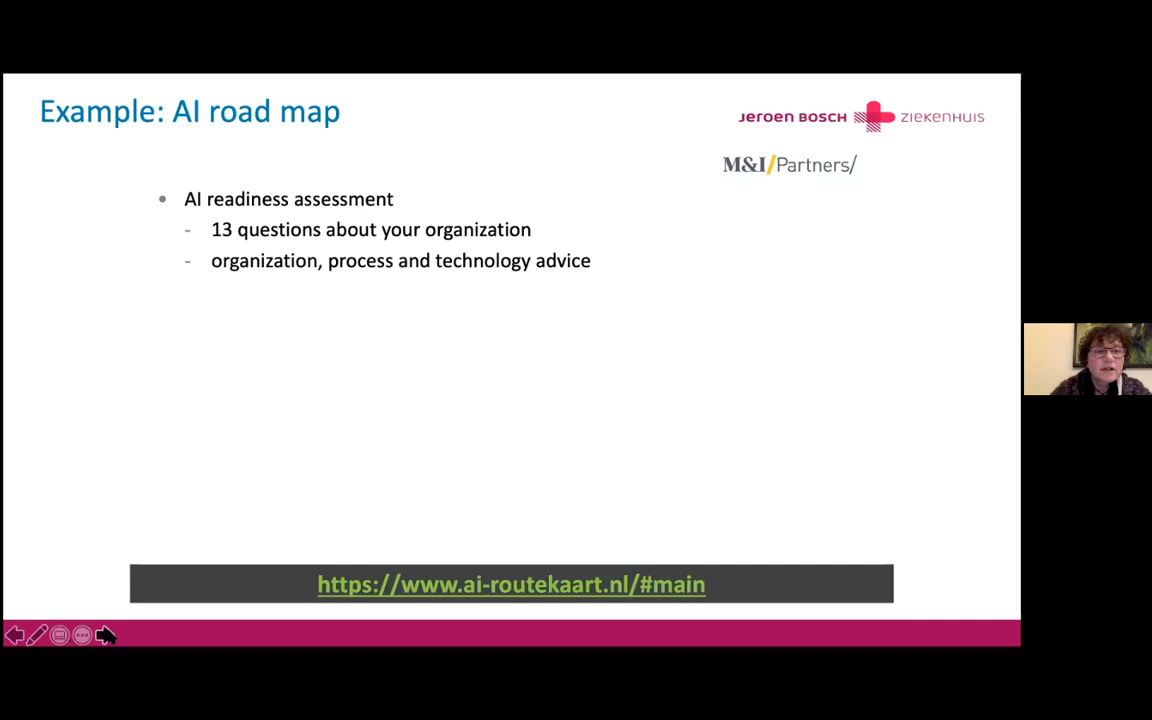 Example: AI road map
JEROEN BOSCH ZIEKENHUIS
M&I/Partners/
• AI readiness assessment
- 13 questions about your organization
- organization, process and technology advice
https://www.ai-routekaart.nl/#main